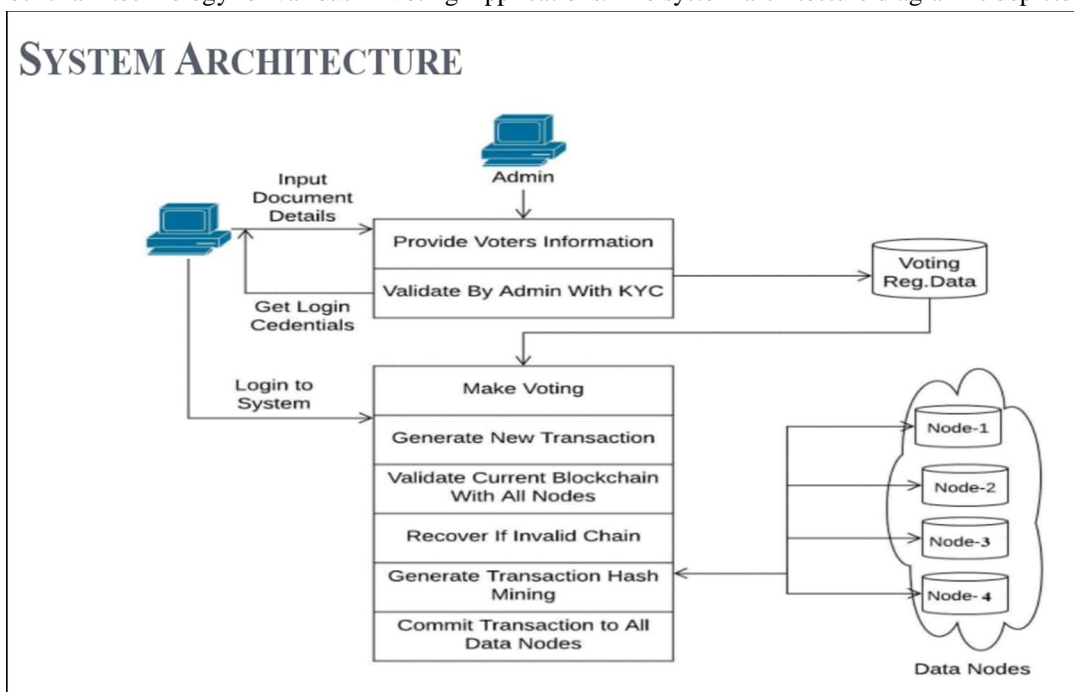 SYSTEM ARCHITECTURE
Admin
Input
Document
Details
Provide Voters Information
Validate By Admin With KYC
Get Login
Cedentials
Voting
Reg.Data
Login to
System
Make Voting
Generate New Transaction
Validate Current Blockchain
With All Nodes
Recover If Invalid Chain
Generate Transaction Hash
Mining
Commit Transaction to All
Data Nodes
Node-1
Node-2
Node-3
Node-4
Data Nodes